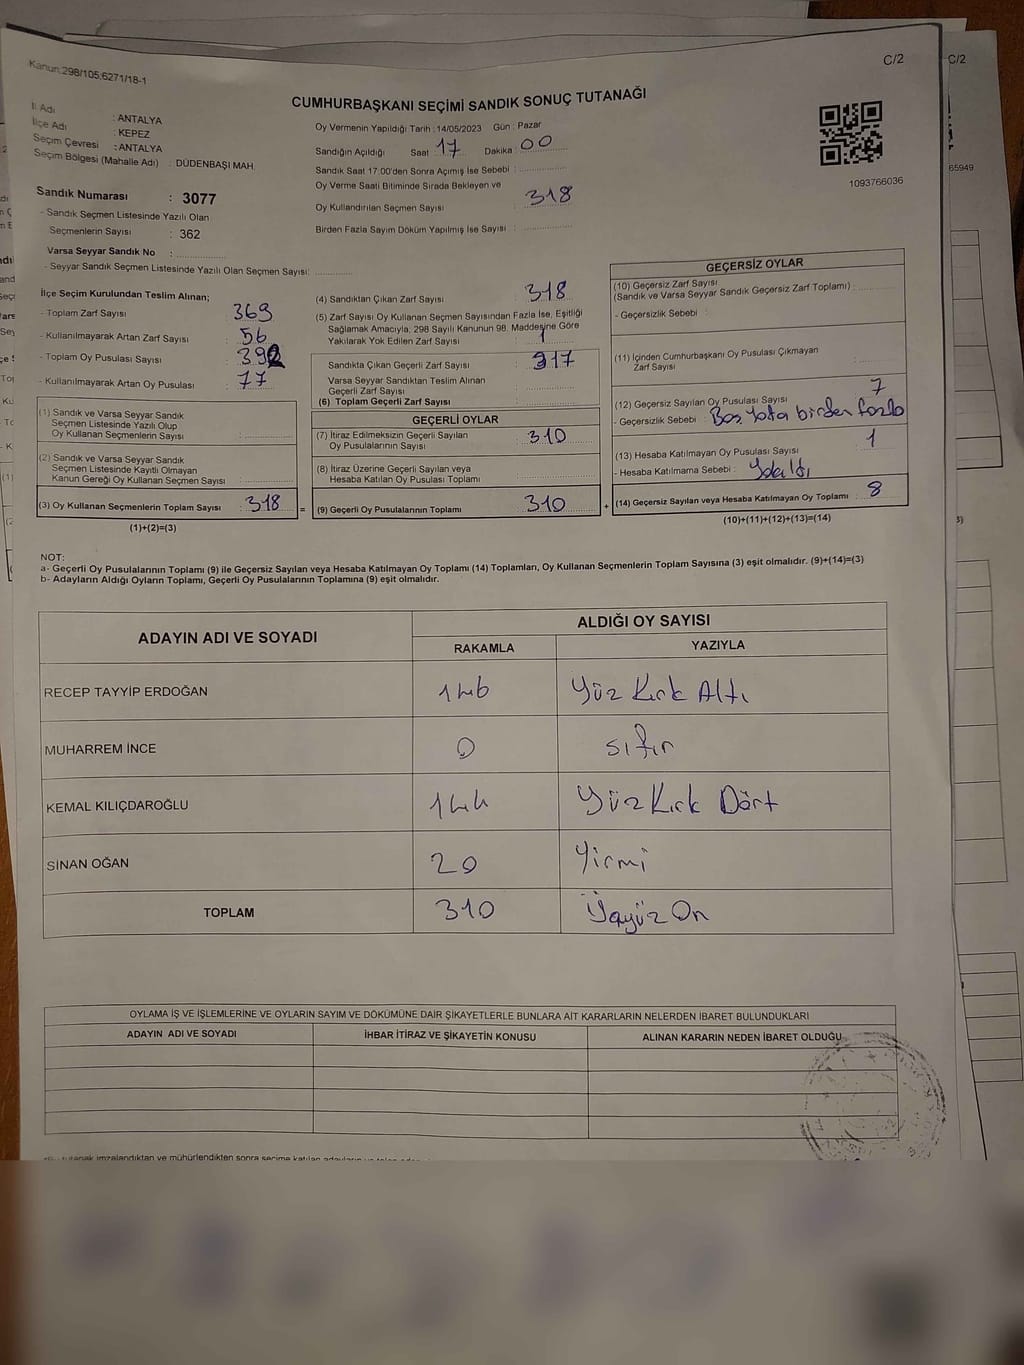 Kanun:298/105;6271/18-1
C/2
C/2
CUMHURBAŞKANI SEÇİMİ SANDIK SONUÇ TUTANAĞI
İl Adı : ANTALYA
İlçe Adı : KEPEZ
Seçim Çevresi : ANTALYA
Seçim Bölgesi (Mahalle Adı) : DÜDENBAŞI MAH.
Oy Vermenin Yapıldığı Tarih : 14/05/2023 Gün : Pazar
Sandığın Açıldığı Saat 17 Dakika 00
Sandık Saat 17.00'den Sonra Açımış İse Sebebi :
Oy Verme Saati Bitiminde Sırada Bekleyen ve
Oy Kullandırılan Seçmen Sayısı : 318
Birden Fazla Sayım Döküm Yapılmış İse Sayısı :
1093766036
65949
Sandık Numarası : 3077
- Sandık Seçmen Listesinde Yazılı Olan
Seçmenlerin Sayısı : 362
Varsa Seyyar Sandık No :
- Seyyar Sandık Seçmen Listesinde Yazılı Olan Seçmen Sayısı:
İlçe Seçim Kurulundan Teslim Alınan;
- Toplam Zarf Sayısı : 369
- Kullanılmayarak Artan Zarf Sayısı : 56
- Toplam Oy Pusulası Sayısı : 392
- Kullanılmayarak Artan Oy Pusulası : 77
(1) Sandık ve Varsa Seyyar Sandık
Seçmen Listesinde Yazılı Olup
Oy Kullanan Seçmenlerin Sayısı :
(2) Sandık ve Varsa Seyyar Sandık
Seçmen Listesinde Kayıtlı Olmayan
Kanun Gereği Oy Kullanan Seçmen Sayısı :
(3) Oy Kullanan Seçmenlerin Toplam Sayısı : 318
(1)+(2)=(3)
=
(4) Sandıktan Çıkan Zarf Sayısı : 318
(5) Zarf Sayısı Oy Kullanan Seçmen Sayısından Fazla İse, Eşitliği
Sağlamak Amacıyla, 298 Sayılı Kanunun 98. Maddesine Göre
Yakılarak Yok Edilen Zarf Sayısı : 1
Sandıkta Çıkan Geçerli Zarf Sayısı : 317
Varsa Seyyar Sandıktan Teslim Alınan
Geçerli Zarf Sayısı :
(6) Toplam Geçerli Zarf Sayısı :
GEÇERLİ OYLAR
(7) İtiraz Edilmeksizin Geçerli Sayılan
Oy Pusulalarının Sayısı : 310
(8) İtiraz Üzerine Geçerli Sayılan veya
Hesaba Katılan Oy Pusulası Toplamı :
(9) Geçerli Oy Pusulalarının Toplamı : 310
+
GEÇERSİZ OYLAR
(10) Geçersiz Zarf Sayısı
(Sandık ve Varsa Seyyar Sandık Geçersiz Zarf Toplamı) :
- Geçersizlik Sebebi :
(11) İçinden Cumhurbaşkanı Oy Pusulası Çıkmayan
Zarf Sayısı :
(12) Geçersiz Sayılan Oy Pusulası Sayısı : 7
- Geçersizlik Sebebi : Boş birden fazla
(13) Hesaba Katılmayan Oy Pusulası Sayısı : 1
- Hesaba Katılmama Sebebi :
(14) Geçersiz Sayılan veya Hesaba Katılmayan Oy Toplamı : 8
(10)+(11)+(12)+(13)=(14)
NOT:
a- Geçerli Oy Pusulalarının Toplamı (9) ile Geçersiz Sayılan veya Hesaba Katılmayan Oy Toplamı (14) Toplamları, Oy Kullanan Seçmenlerin Toplam Sayısına (3) eşit olmalıdır. (9)+(14)=(3)
b- Adayların Aldığı Oyların Toplamı, Geçerli Oy Pusulalarının Toplamına (9) eşit olmalıdır.
ADAYIN ADI VE SOYADI ALDIĞI OY SAYISI
RAKAMLA YAZIYLA
RECEP TAYYİP ERDOĞAN 146 Yüz Kırk Altı
MUHARREM İNCE 0 sıfır
KEMAL KILIÇDAROĞLU 144 Yüz Kırk Dört
SİNAN OĞAN 20 Yirmi
TOPLAM 310 Üçyüz On
OYLAMA İŞ VE İŞLEMLERİNE VE OYLARIN SAYIM VE DÖKÜMÜNE DAİR ŞİKAYETLERLE BUNLARA AİT KARARLARIN NELERDEN İBARET BULUNDUKLARI
ADAYIN ADI VE SOYADI İHBAR İTİRAZ VE ŞİKAYETİN KONUSU ALINAN KARARIN NEDEN İBARET OLDUĞU
tutanak imzalandıktan ve mühürlendikten sonra seçime katılan